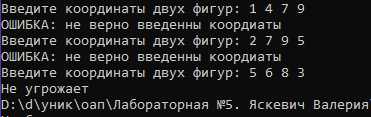 Введите координаты двух фигур: 1 4 7 9
ОШИБКА: не верно введенны коордиаты
Введите координаты двух фигур: 2 7 9 5
ОШИБКА: не верно введенны коордиаты
Введите координаты двух фигур: 5 6 8 3
Не угрожает
D:\d\уник\оап\Лабораторная №5. Яскевич Валерия